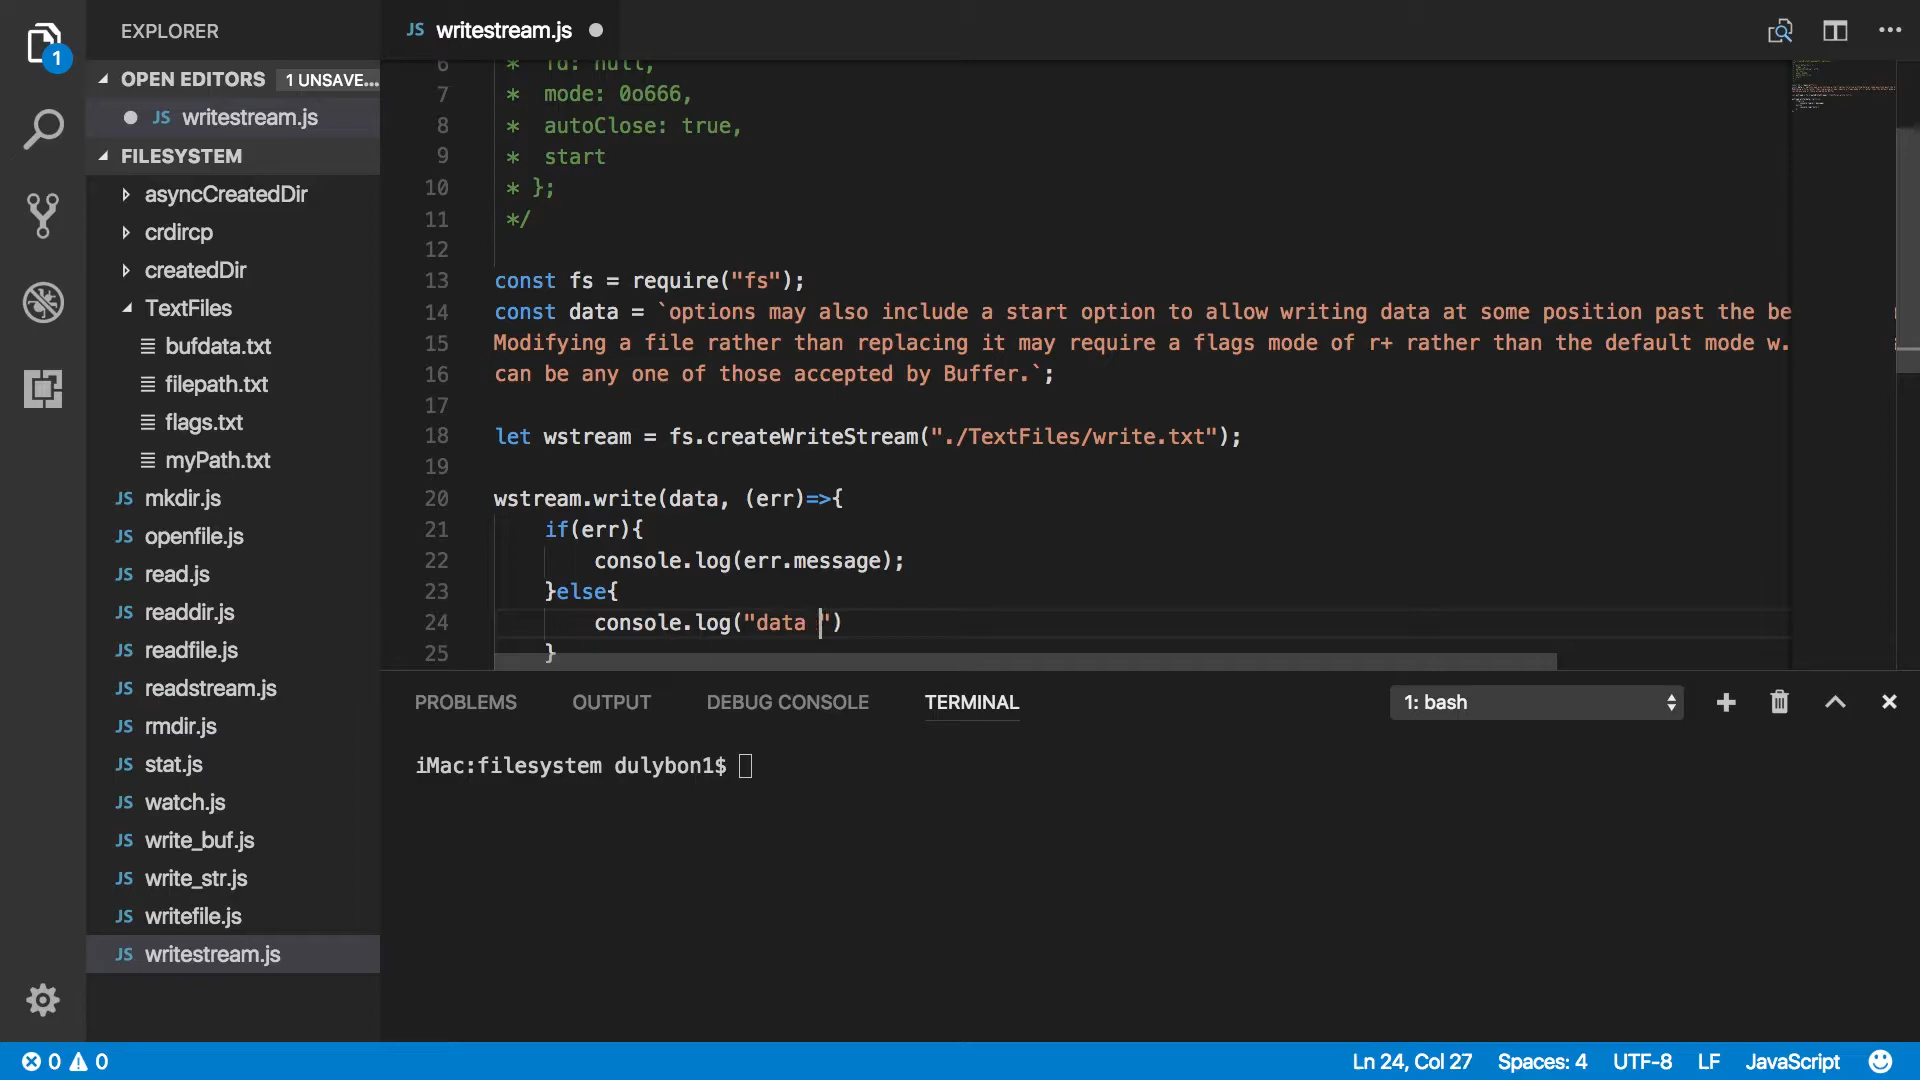 EXPLORER
OPEN EDITORS 1 UNSAVE...
JS writestream.js
FILESYSTEM
asyncCreatedDir
crdircp
createdDir
TextFiles
bufdata.txt
filepath.txt
flags.txt
myPath.txt
JS mkdir.js
JS openfile.js
JS read.js
JS readdir.js
JS readfile.js
JS readstream.js
JS rmdir.js
JS stat.js
JS watch.js
JS write_buf.js
JS write_str.js
JS writefile.js
JS writestream.js
1
JS writestream.js
6 * fd: null,
7 * mode: 0o666,
8 * autoClose: true,
9 * start
10 * };
11 */
12
13 const fs = require("fs");
14 const data = `options may also include a start option to allow writing data at some position past the be
15 Modifying a file rather than replacing it may require a flags mode of r+ rather than the default mode w.
16 can be any one of those accepted by Buffer.`;
17
18 let wstream = fs.createWriteStream("./TextFiles/write.txt");
19
20 wstream.write(data, (err)=>{
21 if(err){
22 console.log(err.message);
23 }else{
24 console.log("data ")
25 }
PROBLEMS OUTPUT DEBUG CONSOLE TERMINAL 1: bash
iMac:filesystem dulybon1$
0 0 Ln 24, Col 27 Spaces: 4 UTF-8 LF JavaScript